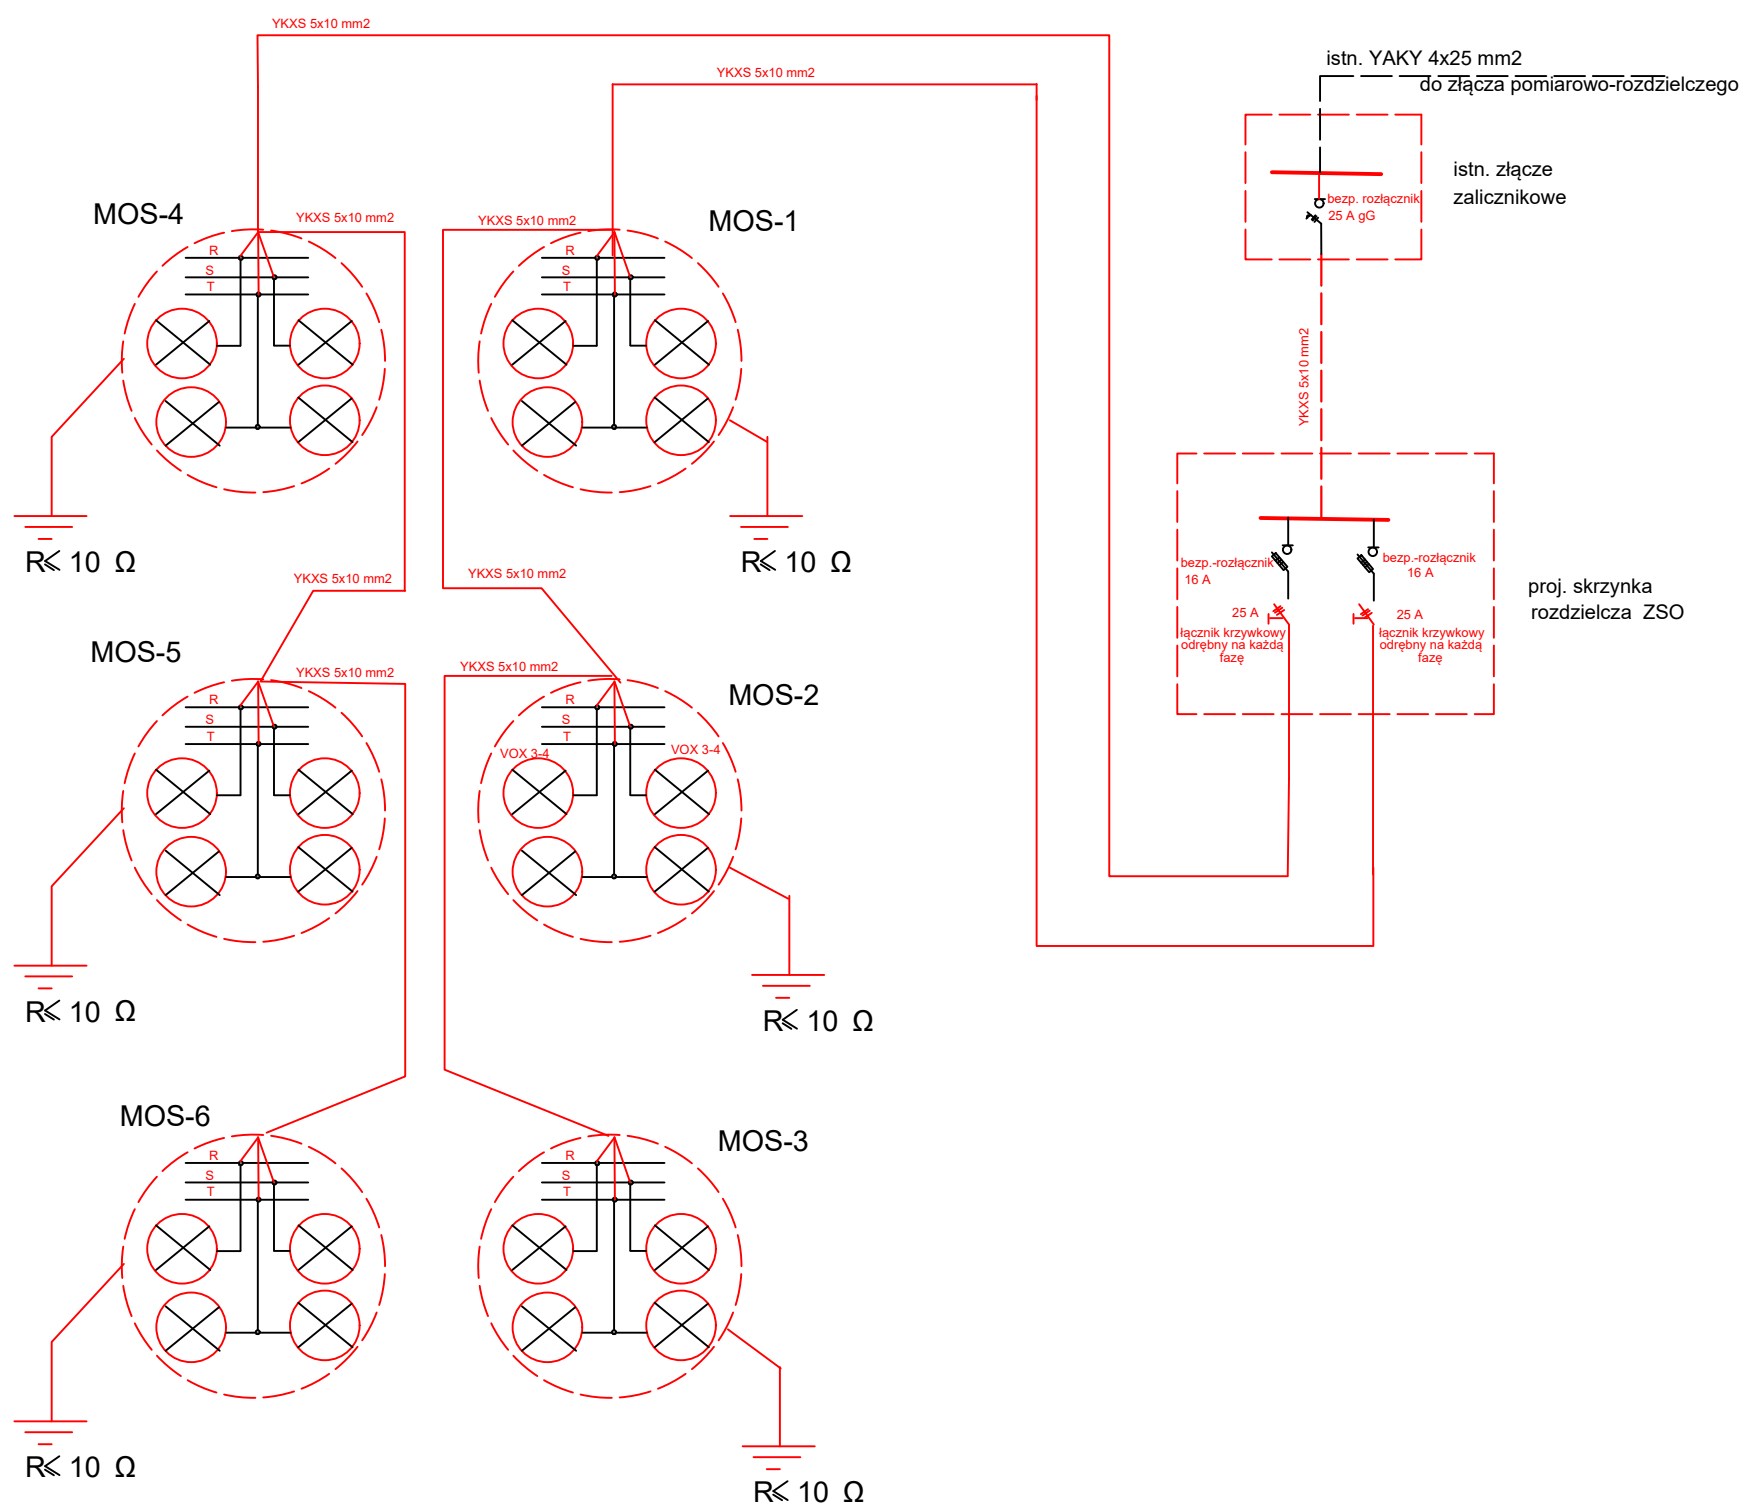 YKXS 5x10 mm2
YKXS 5x10 mm2
istn. YAKY 4x25 mm2
do złącza pomiarowo-rozdzielczego
istn. złącze
zalicznikowe
bezp. rozłącznik
25 A gG
MOS-4
YKXS 5x10 mm2
R
S
T
R⩽ 10 Ω
YKXS 5x10 mm2
MOS-1
R
S
T
R⩽ 10 Ω
YKXS 5x10 mm2
bezp.-rozłącznik
16 A
bezp.-rozłącznik
16 A
25 A
łącznik krzywkowy
odrębny na każdą
fazę
25 A
łącznik krzywkowy
odrębny na każdą
fazę
proj. skrzynka
rozdzielcza ZSO
YKXS 5x10 mm2
MOS-5
YKXS 5x10 mm2
R
S
T
R⩽ 10 Ω
YKXS 5x10 mm2
YKXS 5x10 mm2
MOS-2
R
S
T
VOX 3-4
VOX 3-4
R⩽ 10 Ω
MOS-6
R
S
T
R⩽ 10 Ω
MOS-3
R
S
T
R⩽ 10 Ω